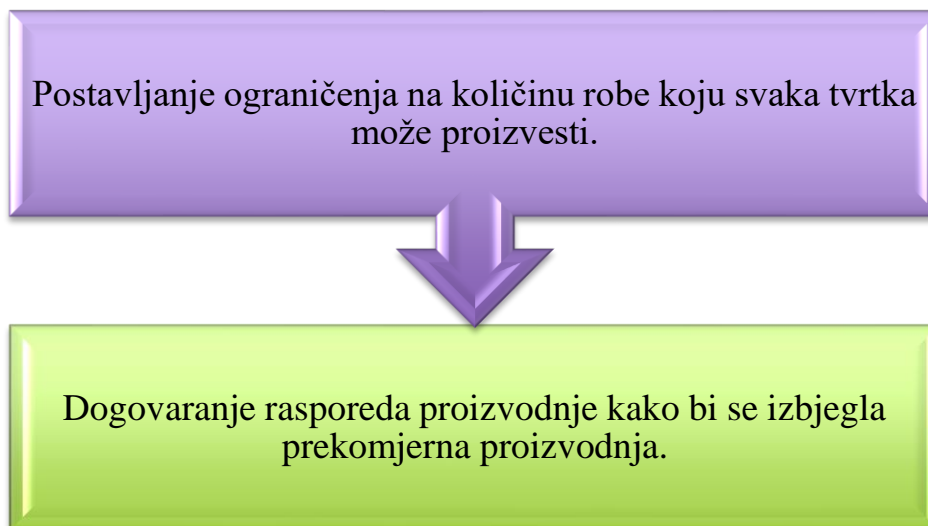 Postavljanje ograničenja na količinu robe koju svaka tvrtka
može proizvesti.
Dogovaranje rasporeda proizvodnje kako bi se izbjegla
prekomjerna proizvodnja.